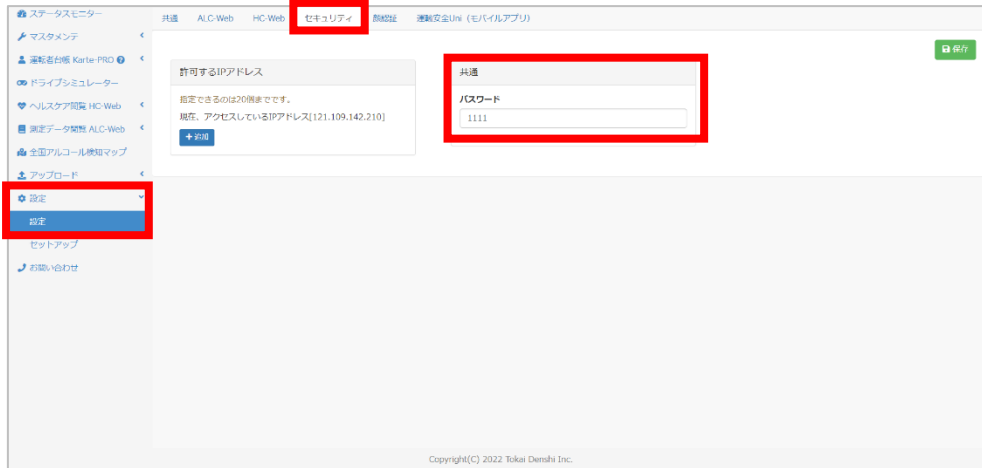 ステータスモニター
マスタメンテ
運転者台帳 Karte-PRO
ドライブシミュレーター
ヘルスケア閲覧 HC-Web
測定データ閲覧 ALC-Web
全国アルコール検知マップ
アップロード
設定
設定
セットアップ
お問い合わせ
共通 ALC-Web HC-Web セキュリティ 顔認証 運転安全Uni（モバイルアプリ）
保存
許可するIPアドレス
指定できるのは20個までです。
現在、アクセスしているIPアドレス[121.109.142.210]
+追加
共通
パスワード
1111
Copyright(C) 2022 Tokai Denshi Inc.